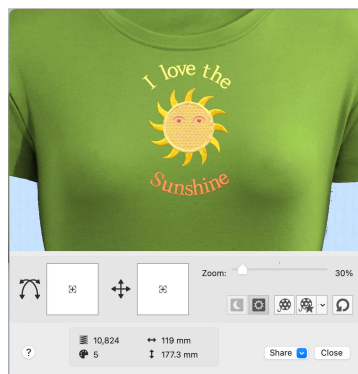 I love the
Sunshine
Zoom:
30%
10,824
119 mm
5
177.3 mm
?
Share
Close